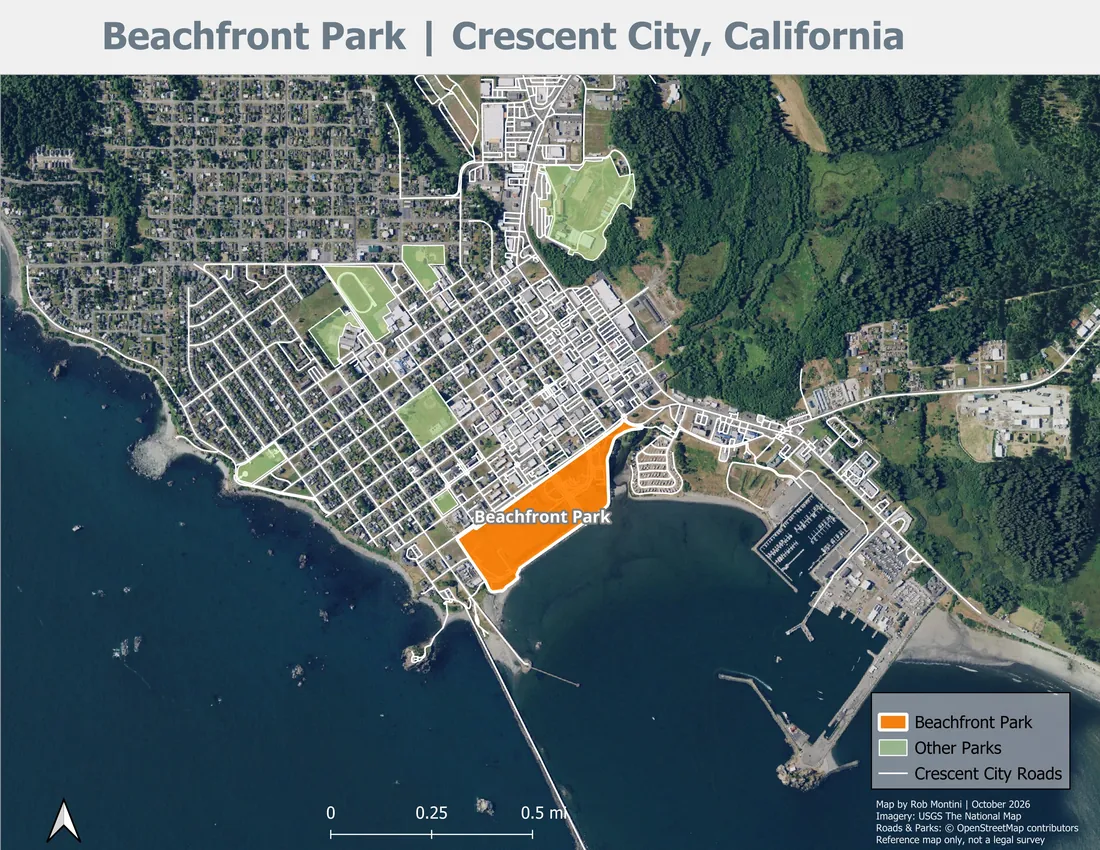 Beachfront Park | Crescent City, California
Beachfront Park
Beachfront Park
Other Parks
Crescent City Roads
0 0.25 0.5 mi
Map by Rob Montini | October 2026
Imagery: USGS The National Map
Roads & Parks: © OpenStreetMap contributors
Reference map only, not a legal survey